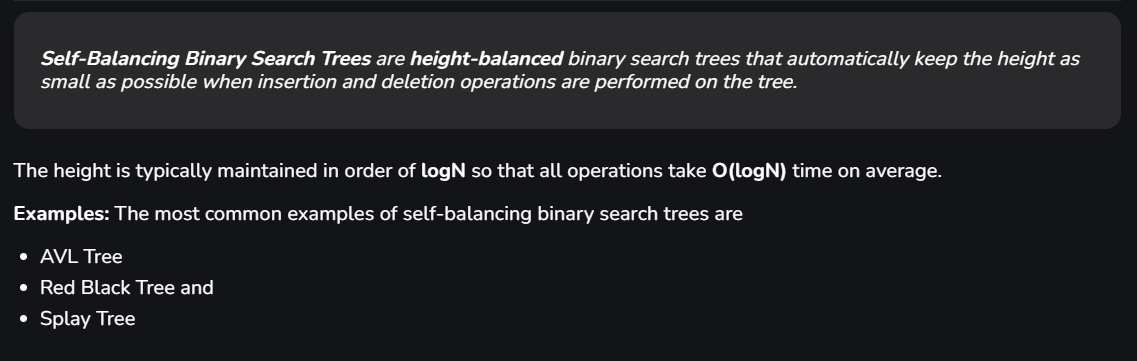 Self-Balancing Binary Search Trees are height-balanced binary search trees that automatically keep the height as
small as possible when insertion and deletion operations are performed on the tree.
The height is typically maintained in order of logN so that all operations take O(logN) time on average.
Examples: The most common examples of self-balancing binary search trees are
• AVL Tree
• Red Black Tree and
• Splay Tree